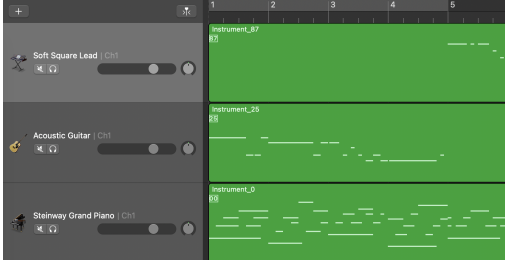 1 2 3 4 5
Instrument_87
87
Soft Square Lead | Ch1
Instrument_25
25
Acoustic Guitar | Ch1
Instrument_0
00
Steinway Grand Piano | Ch1